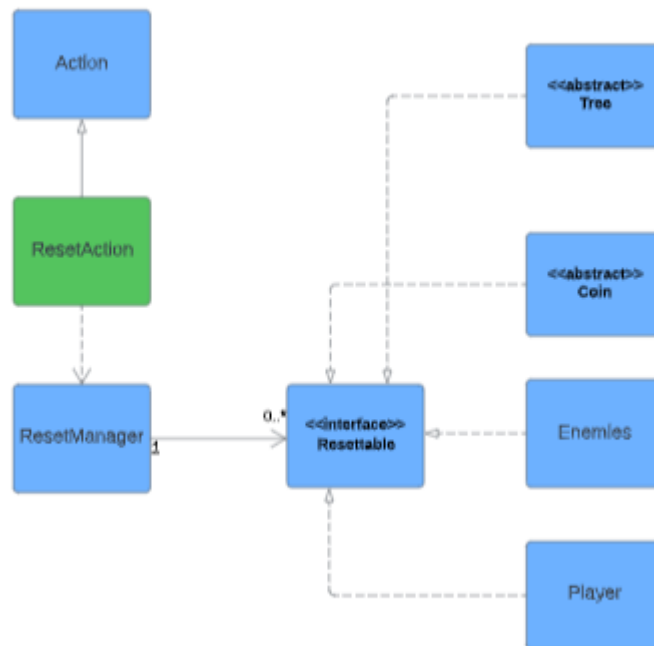 Action
<<abstract>>
Tree
ResetAction
<<abstract>>
Coin
ResetManager
1
0..*
<<interface>>
Resettable
Enemies
Player